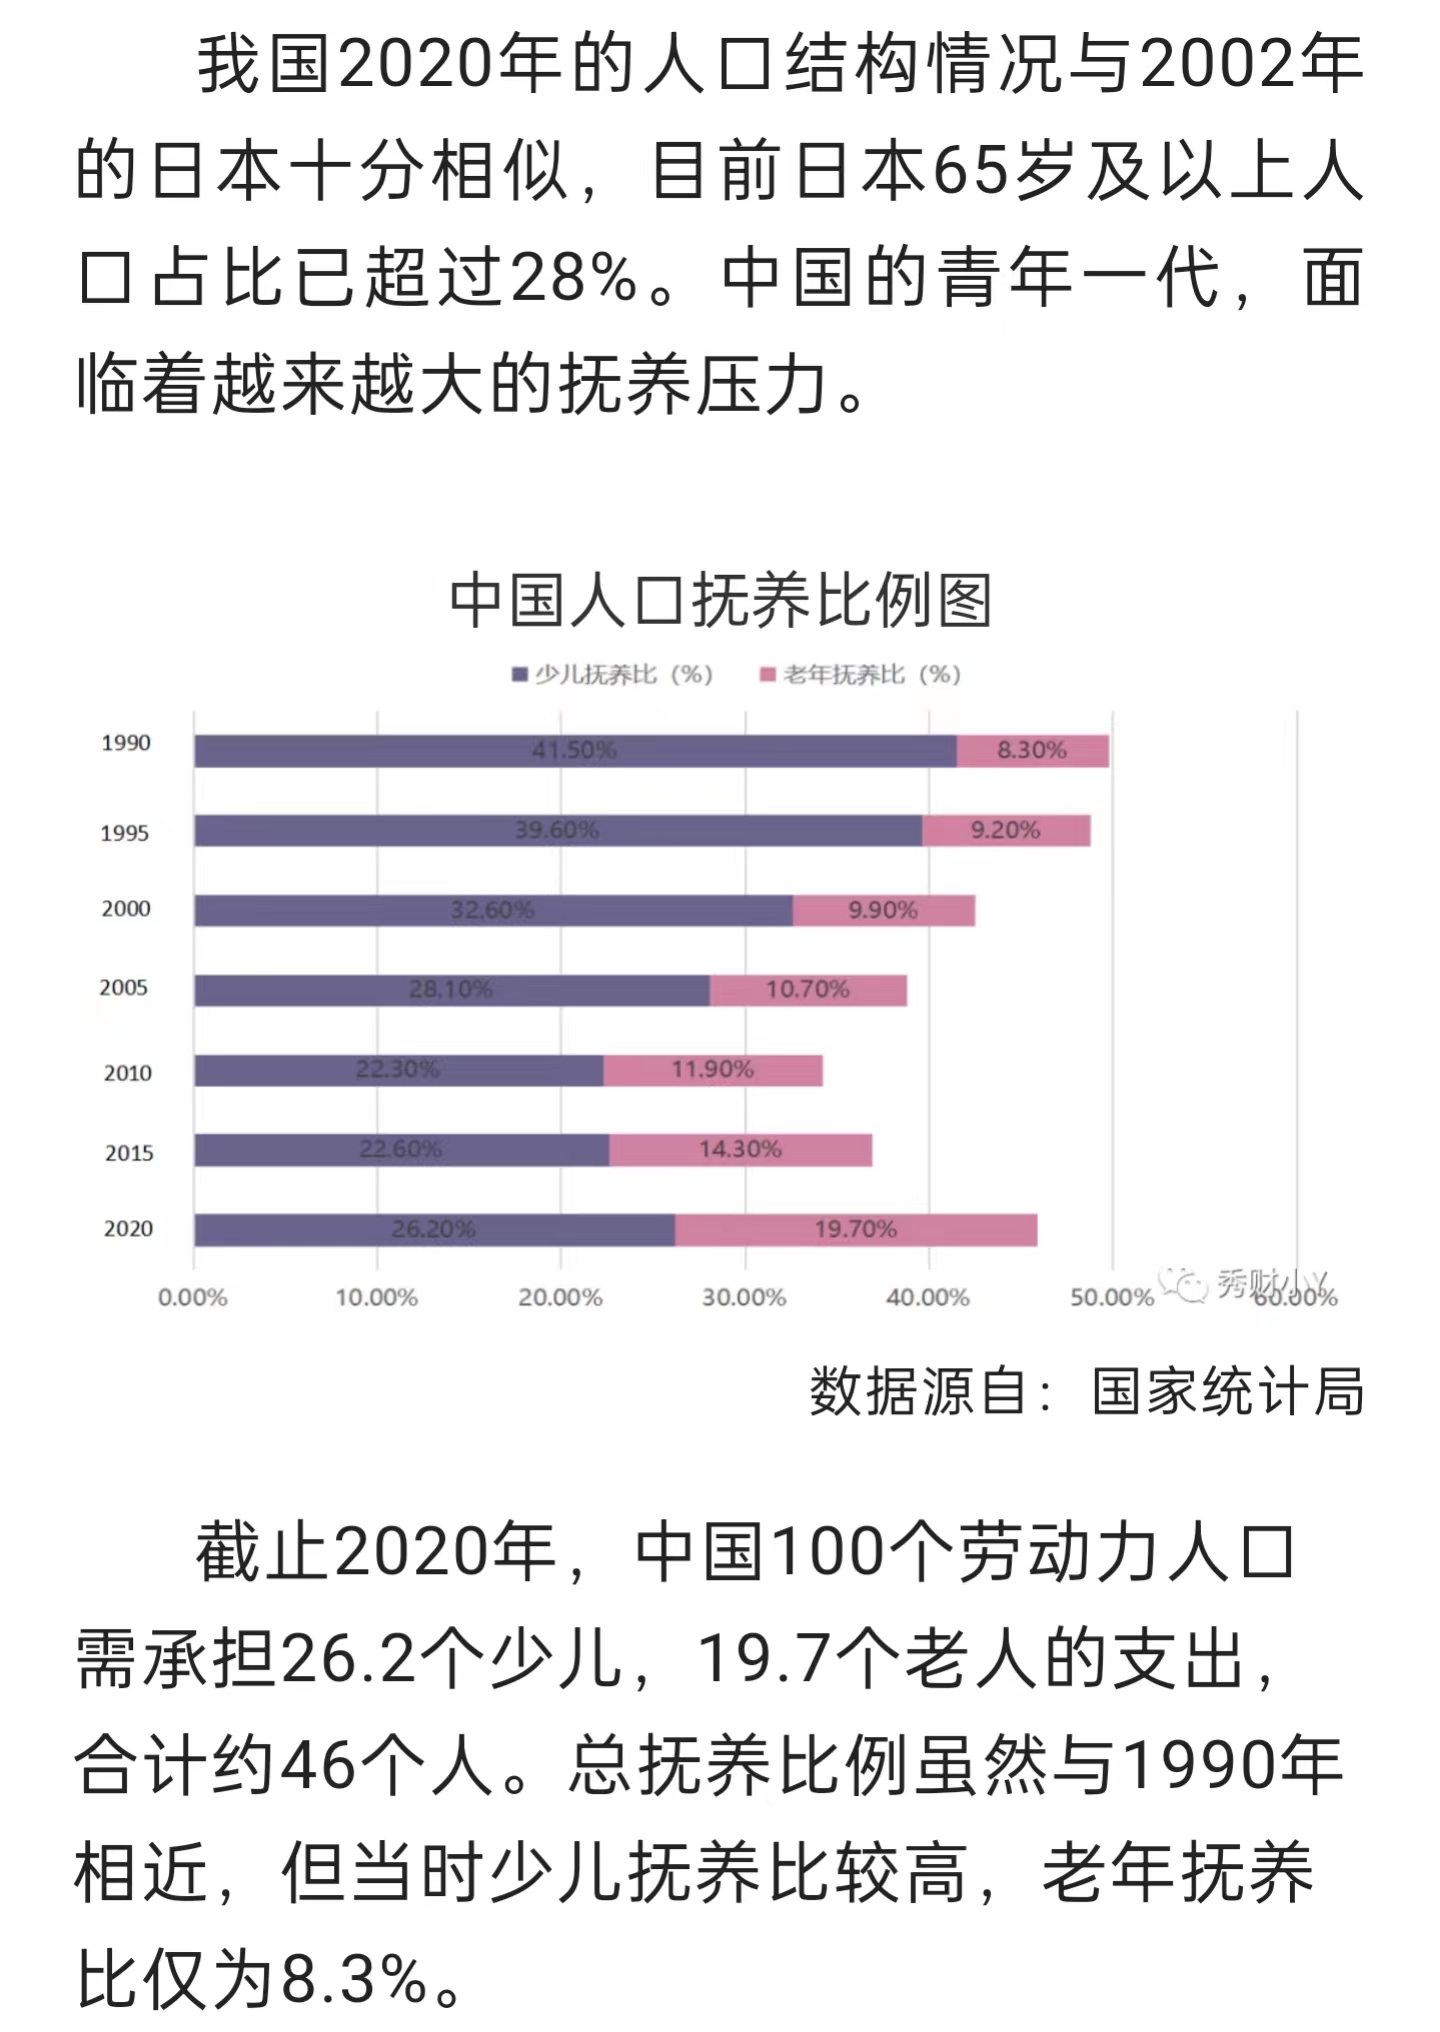 我国2020年的人口结构情况与2002年
的日本十分相似，目前日本65岁及以上人
口占比已超过28%。中国的青年一代，面
临着越来越大的抚养压力。
中国人口抚养比例图
少儿抚养比（%） 老年抚养比（%）
1990 41.50% 8.30%
1995 39.60% 9.20%
2000 32.60% 9.90%
2005 28.10% 10.70%
2010 22.30% 11.90%
2015 22.60% 14.30%
2020 26.20% 19.70%
0.00% 10.00% 20.00% 30.00% 40.00% 50.00% 60.00%
秀财小丫
数据源自：国家统计局
截止2020年，中国100个劳动力人口
需承担26.2个少儿，19.7个老人的支出，
合计约46个人。总抚养比例虽然与1990年
相近，但当时少儿抚养比较高，老年抚养
比仅为8.3%。